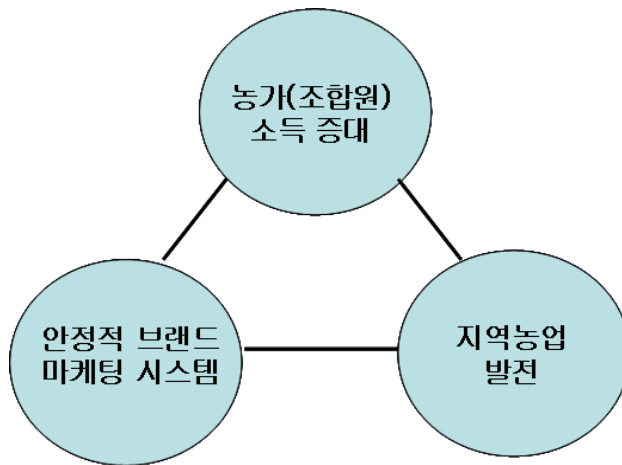 농가(조합원)
소득 증대
안정적 브랜드
마케팅 시스템
지역농업
발전